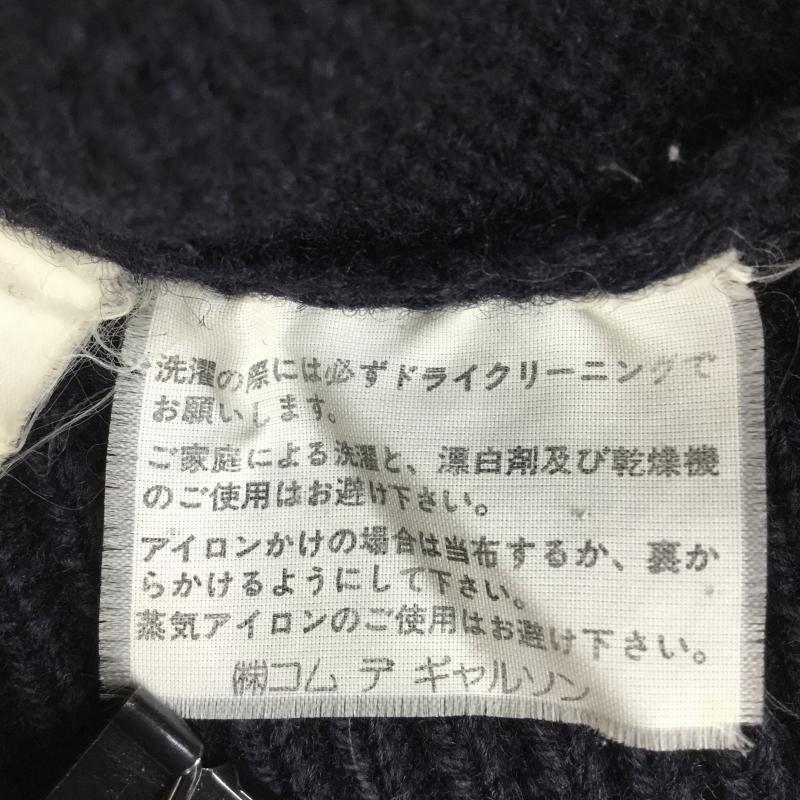 洗濯の際には必ずドライクリーニングで
お願いします。
ご家庭による洗濯と、漂白剤及び乾燥機
のご使用はお避け下さい。
アイロンかけの場合は当布するか、裏か
らかけるようにして下さい。
蒸気アイロンのご使用はお避け下さい。
㈱コム デ ギャルソン